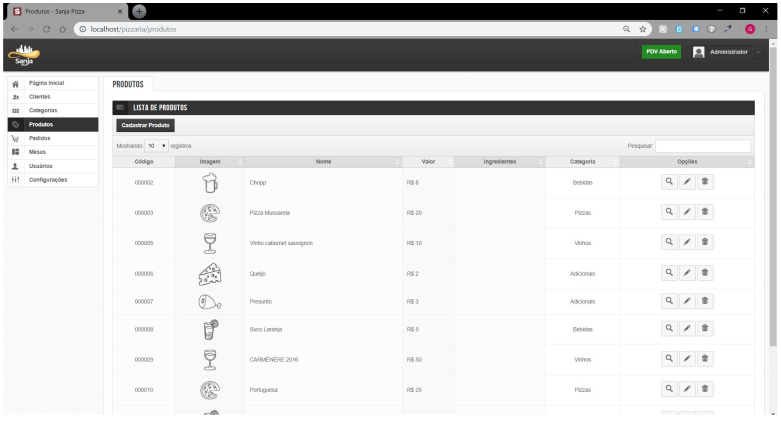 S Produtos - Sanja Pizza
localhost/pizzaria/produtos
G
Sanja
PDV Aberto
Administrador
Página Inicial
Clientes
Categorias
Produtos
Pedidos
Mesas
Usuários
Configurações
PRODUTOS
LISTA DE PRODUTOS
Cadastrar Produto
Mostrando 10 registros
Pesquisar
Código Imagem Nome Valor Ingredientes Categoria Opções
000002 Chopp R$ 8 Bebidas
000003 Pizza Mussarela R$ 20 Pizzas
000005 Vinho cabernet sauvignon R$ 10 Vinhos
000006 Queijo R$ 2 Adicionais
000007 Presunto R$ 3 Adicionais
000008 Suco Laranja R$ 5 Bebidas
000009 CARMÉNÈRE 2016 R$ 50 Vinhos
000010 Portuguesa R$ 25 Pizzas